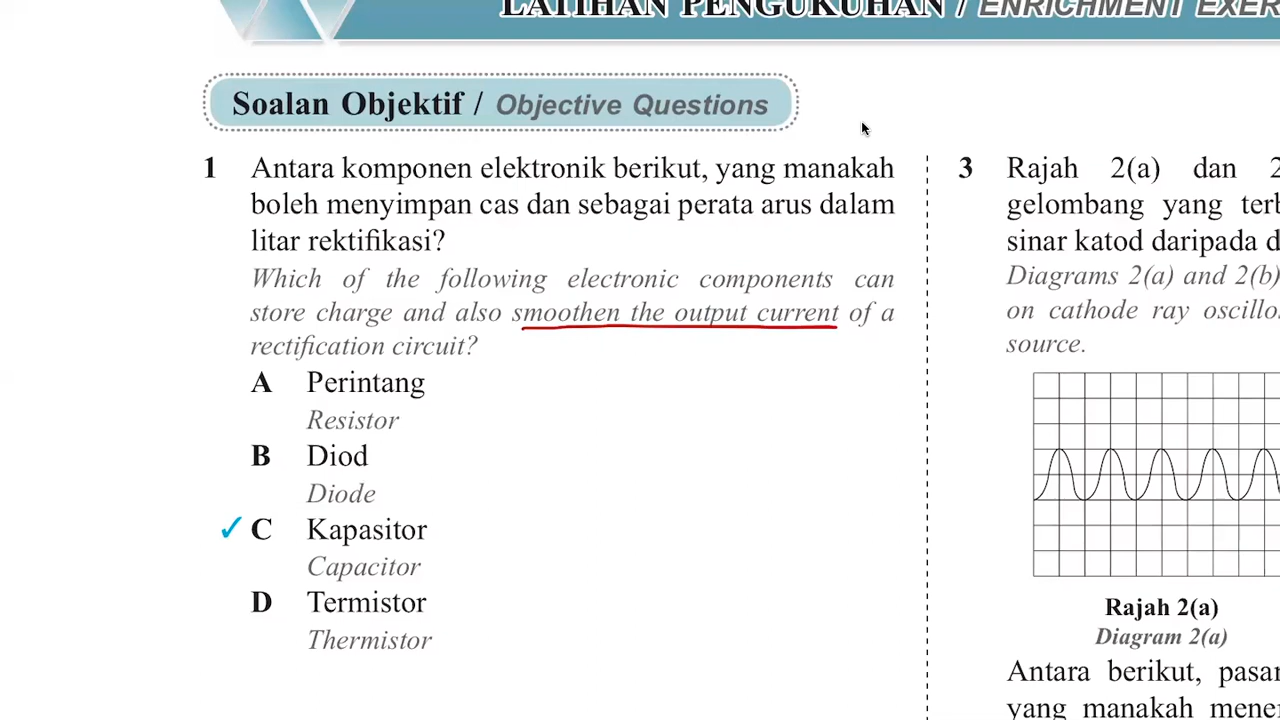 LATIHAN PENGUKUHAN / ENRICHMENT EXER
Soalan Objektif / Objective Questions
1 Antara komponen elektronik berikut, yang manakah
boleh menyimpan cas dan sebagai perata arus dalam
litar rektifikasi?
Which of the following electronic components can
store charge and also smoothen the output current of a
rectification circuit?
A Perintang
Resistor
B Diod
Diode
✓ C Kapasitor
Capacitor
D Termistor
Thermistor
3 Rajah 2(a) dan 2
gelombang yang terb
sinar katod daripada d
Diagrams 2(a) and 2(b)
on cathode ray oscillos
source.
Rajah 2(a)
Diagram 2(a)
Antara berikut, pasan
yang manakah mener